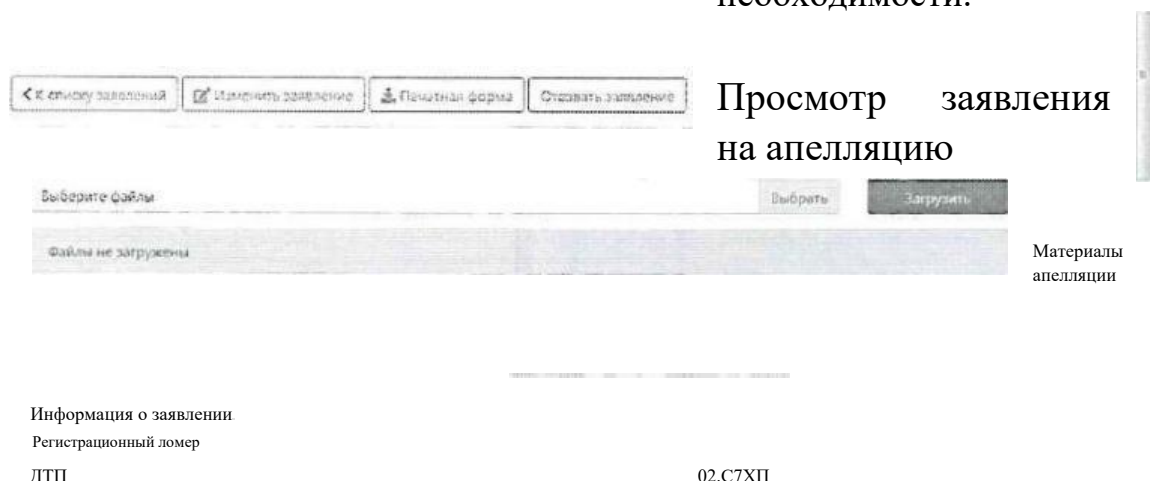 необходимости.
К списку заявлений Изменить заявление Печатная форма Отозвать заявление
Просмотр заявления
на апелляцию
Выберите файлы Выбрать Загрузить
Файлы не загружены
Материалы
апелляции
Информация о заявлении
Регистрационный ломер
ДТП 02.С7ХП